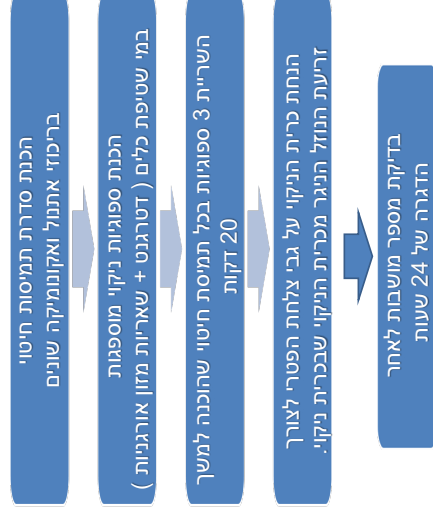 הכנת סדרת תמיסות חיטוי
בריכוזי אתנול ואקונומיקה שונים
הכנת ספוגיות ניקוי מוספגות
במי שטיפת כלים ( דטרגנט + שאריות מזון אורגניות )
השריית 3 ספוגיות בכל תמיסת חיטוי שהוכנה למשך
20 דקות
הנחת כרית הניקוי על גבי צלחת הפטרי לצורך
זריעת הנוזל הניגר מכרית הניקוי שבכרית ניקוי.
בדיקת מספר מושבות לאחר
הדגרה של 24 שעות